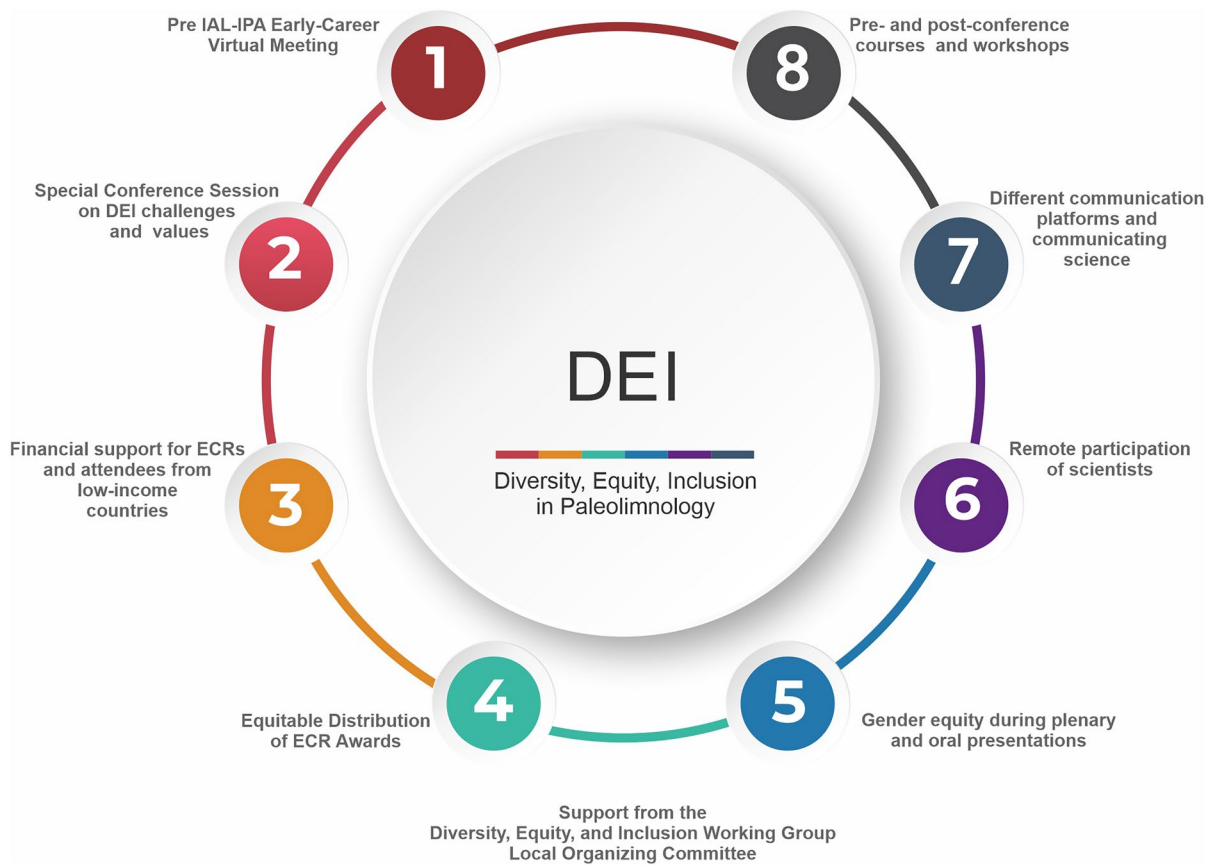 Pre IAL-IPA Early-Career
Virtual Meeting
1
Special Conference Session
on DEI challenges
and values
2
Financial support for ECRs
and attendees from
low-income
countries
3
Equitable Distribution
of ECR Awards
4
5
Gender equity during plenary
and oral presentations
6
Remote participation
of scientists
7
Different communication
platforms and
communicating
science
8
Pre- and post-conference
courses and workshops
DEI
Diversity, Equity, Inclusion
in Paleolimnology
Support from the
Diversity, Equity, and Inclusion Working Group
Local Organizing Committee